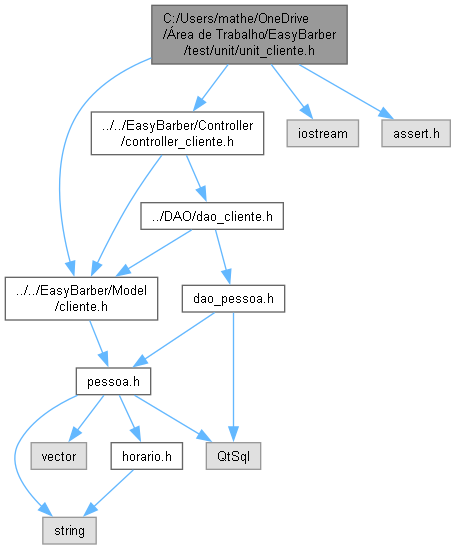 C:/Users/mathe/OneDrive
/Área de Trabalho/EasyBarber
/test/unit/unit_cliente.h
../../EasyBarber/Controller
/controller_cliente.h
iostream
assert.h
../DAO/dao_cliente.h
../../EasyBarber/Model
/cliente.h
dao_pessoa.h
pessoa.h
vector
horario.h
QtSql
string